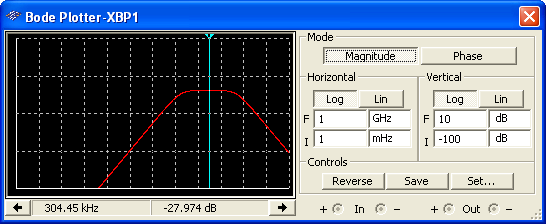 Bode Plotter-XBP1
Mode
Magnitude Phase
Horizontal Vertical
Log Lin Log Lin
F 1 GHz F 10 dB
I 1 mHz I -100 dB
Controls
Reverse Save Set...
304.45 kHz -27.974 dB + In − + Out −